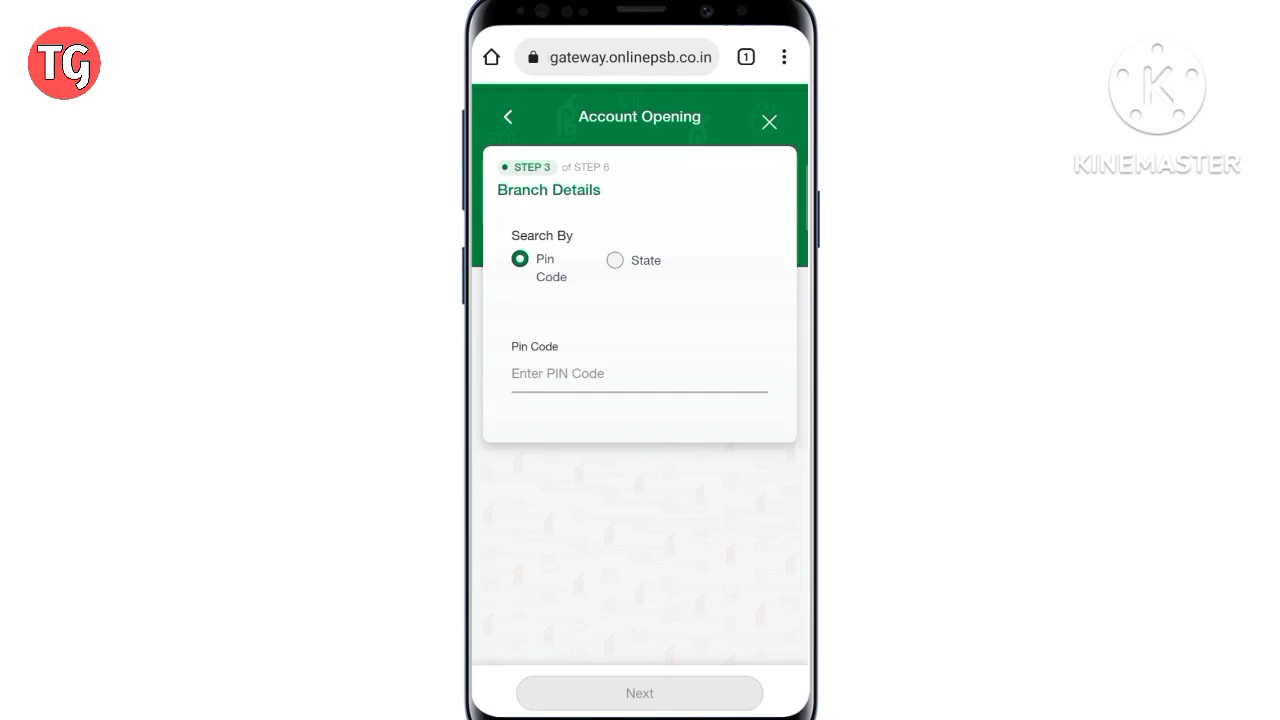 TG
gateway.onlinepsb.co.in
1
Account Opening
STEP 3 of STEP 6
Branch Details
Search By
Pin
Code
State
Pin Code
Enter PIN Code
Next
K
KINEMASTER